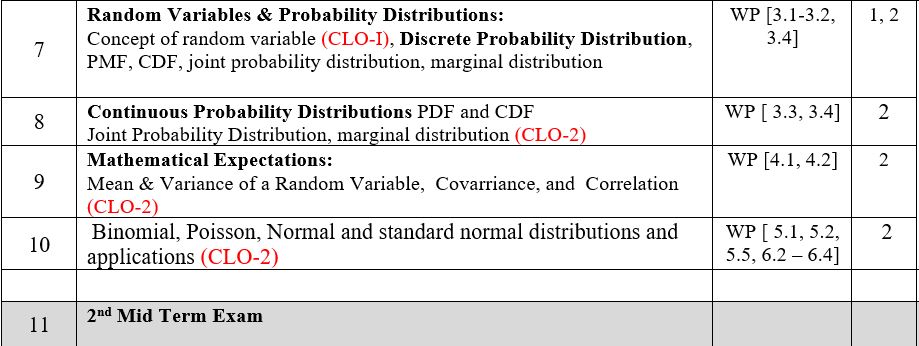 7
Random Variables & Probability Distributions:
Concept of random variable (CLO-I), Discrete Probability Distribution,
PMF, CDF, joint probability distribution, marginal distribution
WP [3.1-3.2,
3.4]
1, 2
8
Continuous Probability Distributions PDF and CDF
Joint Probability Distribution, marginal distribution (CLO-2)
WP [ 3.3, 3.4]
2
9
Mathematical Expectations:
Mean & Variance of a Random Variable, Covarriance, and Correlation
(CLO-2)
WP [4.1, 4.2]
2
10
Binomial, Poisson, Normal and standard normal distributions and
applications (CLO-2)
WP [ 5.1, 5.2,
5.5, 6.2 – 6.4]
2
11
2nd Mid Term Exam